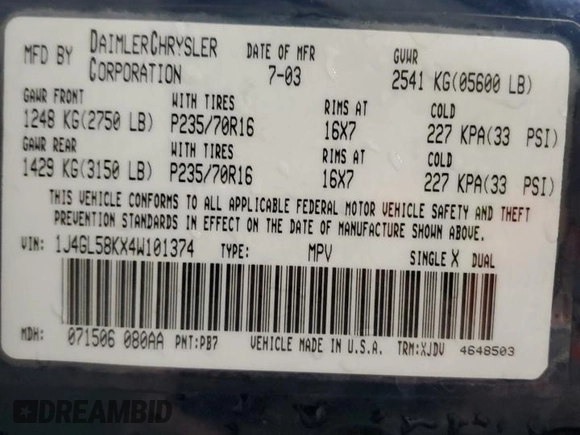 MFD BY DAIMLERCHRYSLER CORPORATION DATE OF MFR 7-03 GVWR 2541 KG(05600 LB)
GAWR FRONT WITH TIRES RIMS AT COLD
1248 KG(2750 LB) P235/70R16 16X7 227 KPA(33 PSI)
GAWR REAR WITH TIRES RIMS AT COLD
1429 KG(3150 LB) P235/70R16 16X7 227 KPA(33 PSI)
THIS VEHICLE CONFORMS TO ALL APPLICABLE FEDERAL MOTOR VEHICLE SAFETY AND THEFT
PREVENTION STANDARDS IN EFFECT ON THE DATE OF MANUFACTURE SHOWN ABOVE.
VIN: 1J4GL58KX4W101374 TYPE: MPV SINGLE X DUAL
MDH: 071506 080AA PNT:PB7 VEHICLE MADE IN U.S.A. TRM:XJDV 4648503
DREAMBID